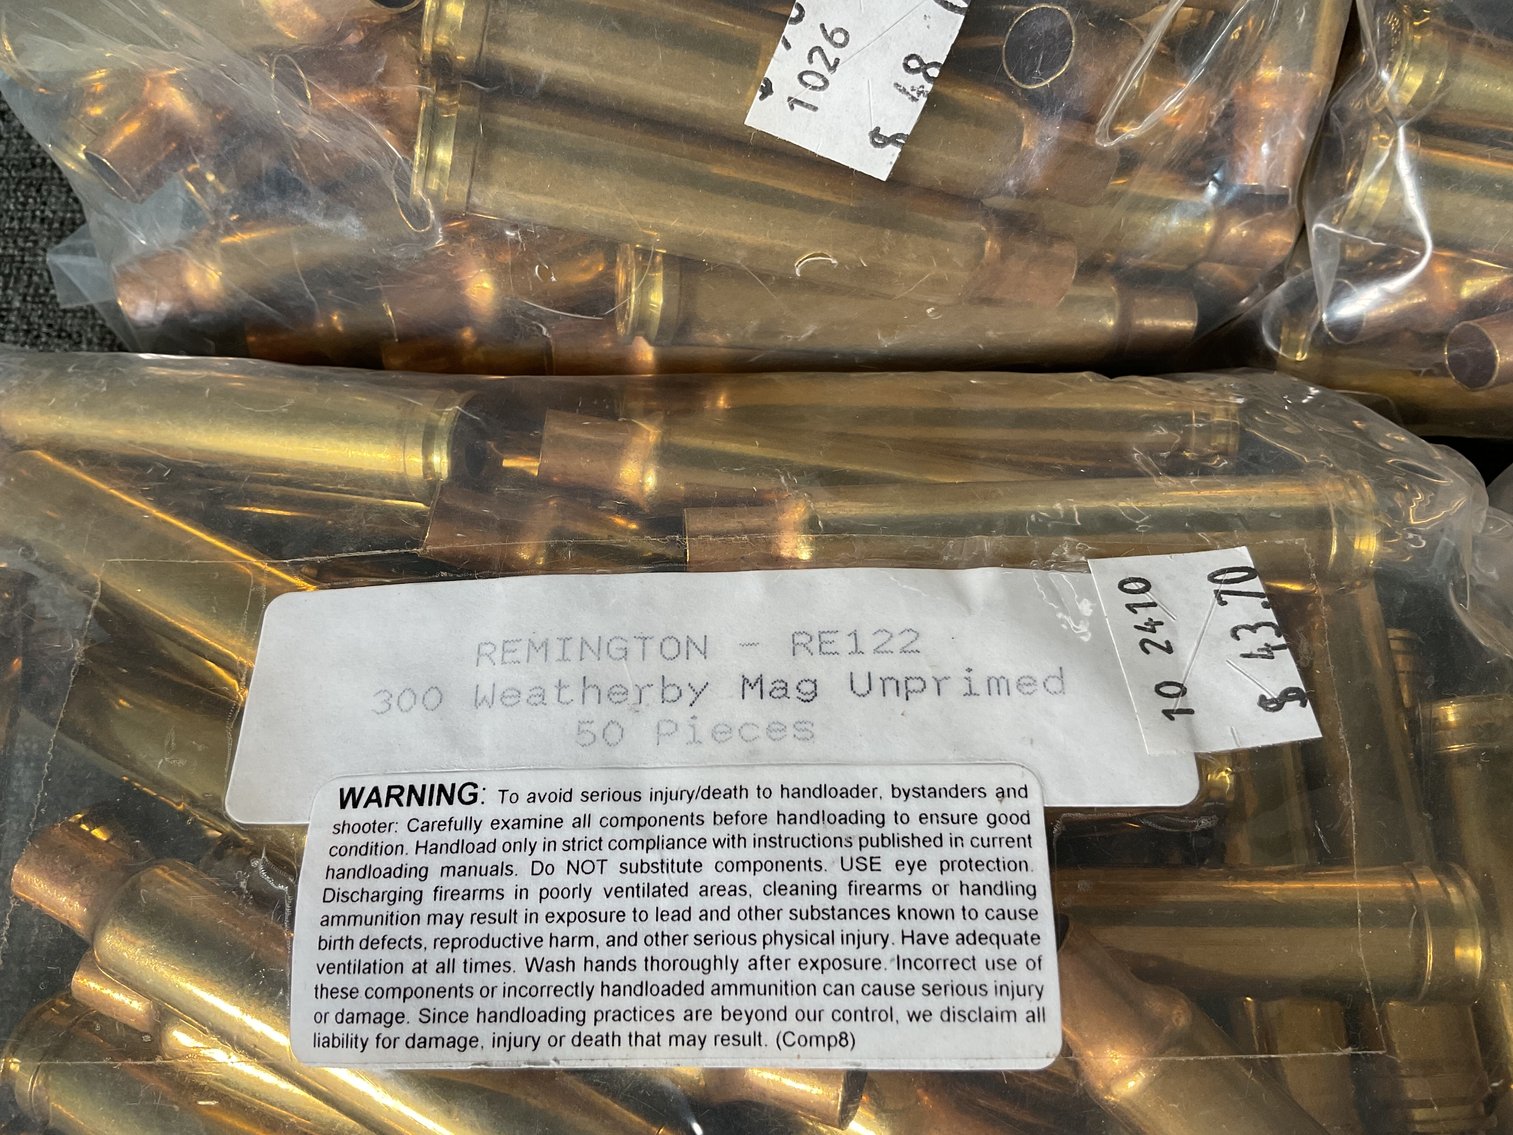 1026
$ 48
REMINGTON - RE122
300 Weatherby Mag Unprimed
50 Pieces
10 2410
$ 43.70
WARNING: To avoid serious injury/death to handloader, bystanders and
shooter: Carefully examine all components before handloading to ensure good
condition. Handload only in strict compliance with instructions published in current
handloading manuals. Do NOT substitute components. USE eye protection.
Discharging firearms in poorly ventilated areas, cleaning firearms or handling
ammunition may result in exposure to lead and other substances known to cause
birth defects, reproductive harm, and other serious physical injury. Have adequate
ventilation at all times. Wash hands thoroughly after exposure. Incorrect use of
these components or incorrectly handloaded ammunition can cause serious injury
or damage. Since handloading practices are beyond our control, we disclaim all
liability for damage, injury or death that may result. (Comp8)